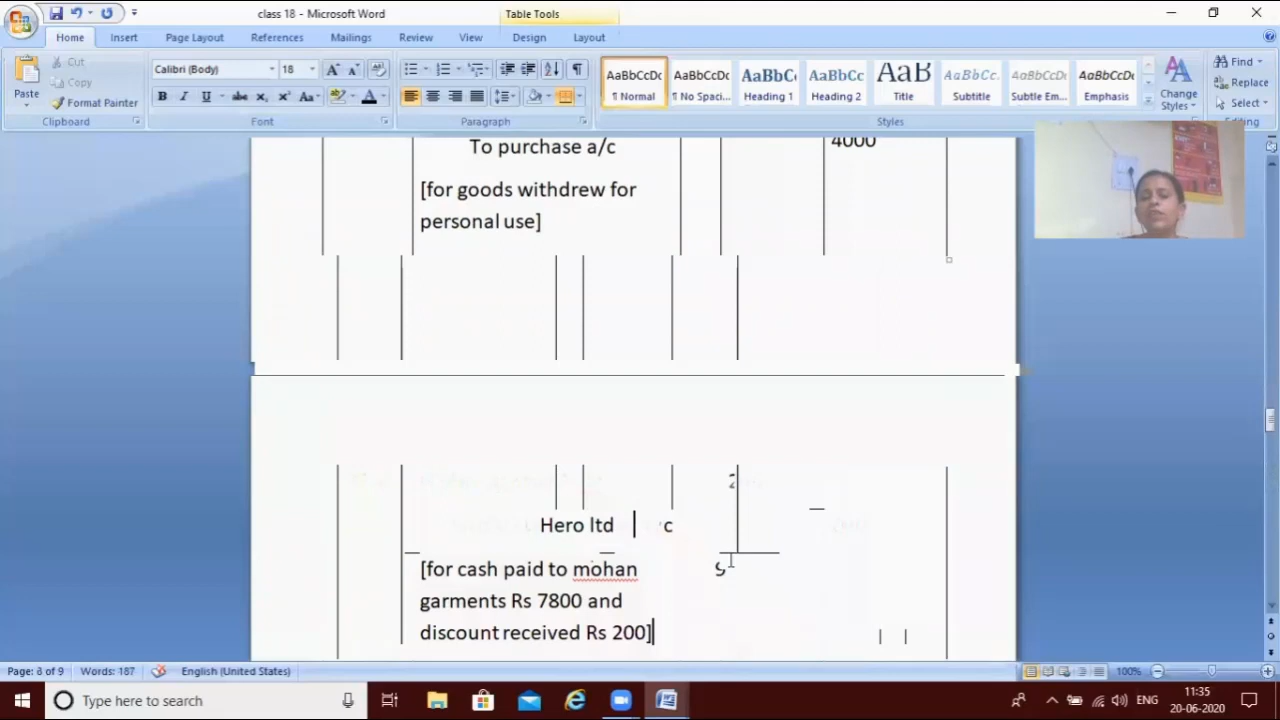 class 18 - Microsoft Word
Table Tools
Home Insert Page Layout References Mailings Review View Design Layout
Cut
Copy
Paste
Format Painter
Calibri (Body) 18
Clipboard Font Paragraph Styles Editing
AaBbCcDc AaBbCcDc AaBbC AaBbCc AaB AaBbCc. AaBbCcDc AaBbCcDc
¶ Normal ¶ No Spaci... Heading 1 Heading 2 Title Subtitle Subtle Em... Emphasis
Change Styles
Find
Replace
Select
To purchase a/c 4000
[for goods withdrew for
personal use]
Hero ltd c
[for cash paid to mohan
garments Rs 7800 and
discount received Rs 200]
Page: 8 of 9 Words: 187 English (United States) 100%
Type here to search
ENG
11:35
20-06-2020